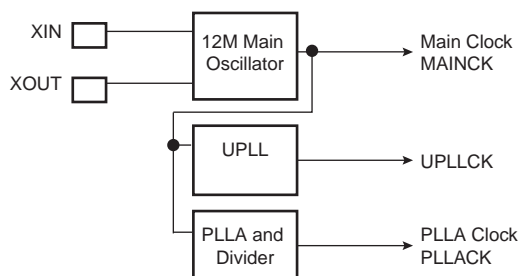 XIN
12M Main
Oscillator
Main Clock
MAINCK
XOUT
UPLL
UPLLCK
PLLA and
Divider
PLLA Clock
PLLACK